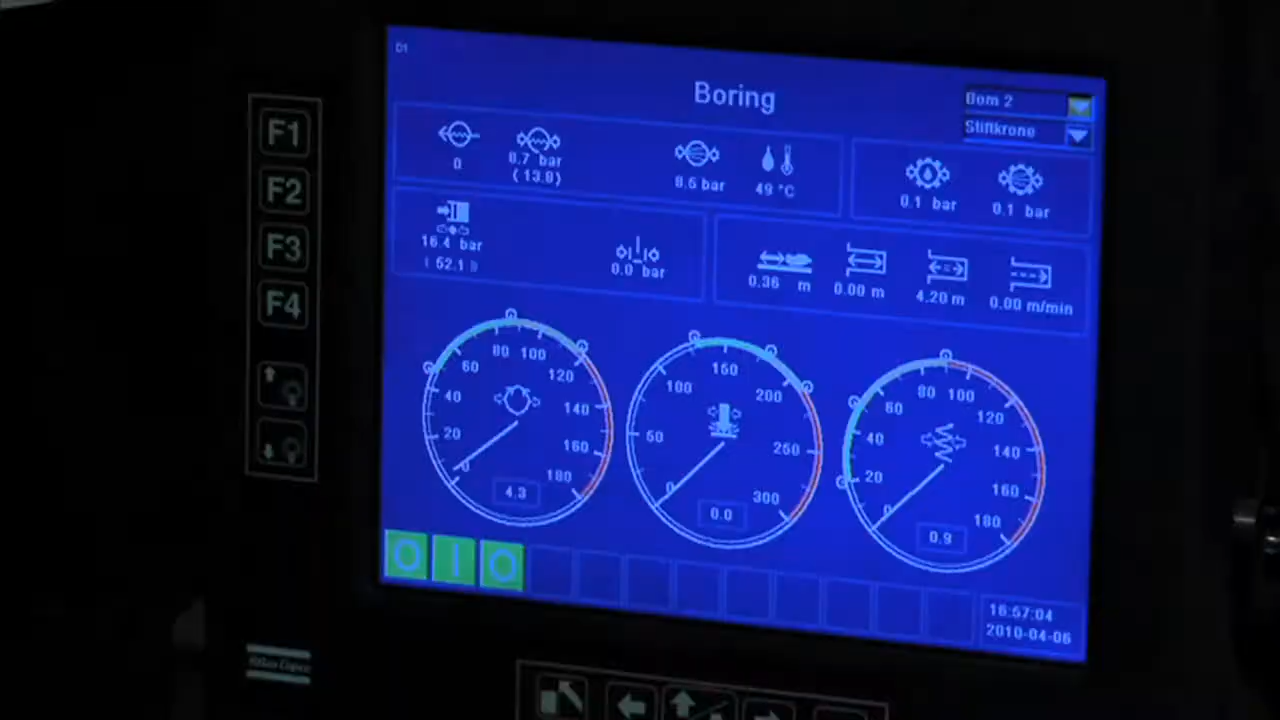 D1
Boring
Bom 2
Stiftkrone
F1
F2
F3
F4
0
8.7 bar
(13.8)
8.6 bar
49 °C
0.1 bar
0.1 bar
16.4 bar
(52.1)
0.0 bar
0.36 m
0.00 m
4.20 m
0.00 m/min
0 20 40 60 80 100 120 140 160 180
4.3
0 50 100 150 200 250 300
0.0
0 20 40 60 80 100 120 140 160 180
0.9
O I O
16:57:04
2010-04-06
Atlas Copco